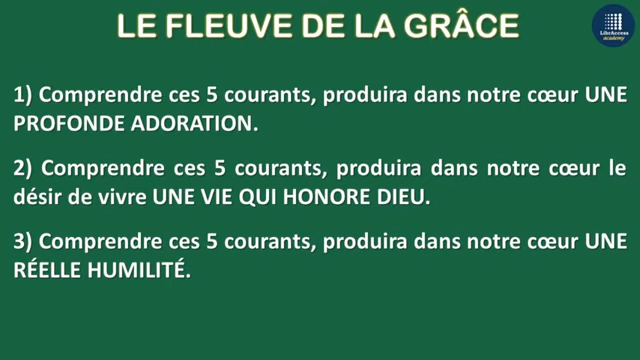 LE FLEUVE DE LA GRÂCE
LibrAccess
academy
1) Comprendre ces 5 courants, produira dans notre cœur UNE
PROFONDE ADORATION.
2) Comprendre ces 5 courants, produira dans notre cœur le
désir de vivre UNE VIE QUI HONORE DIEU.
3) Comprendre ces 5 courants, produira dans notre cœur UNE
RÉELLE HUMILITÉ.